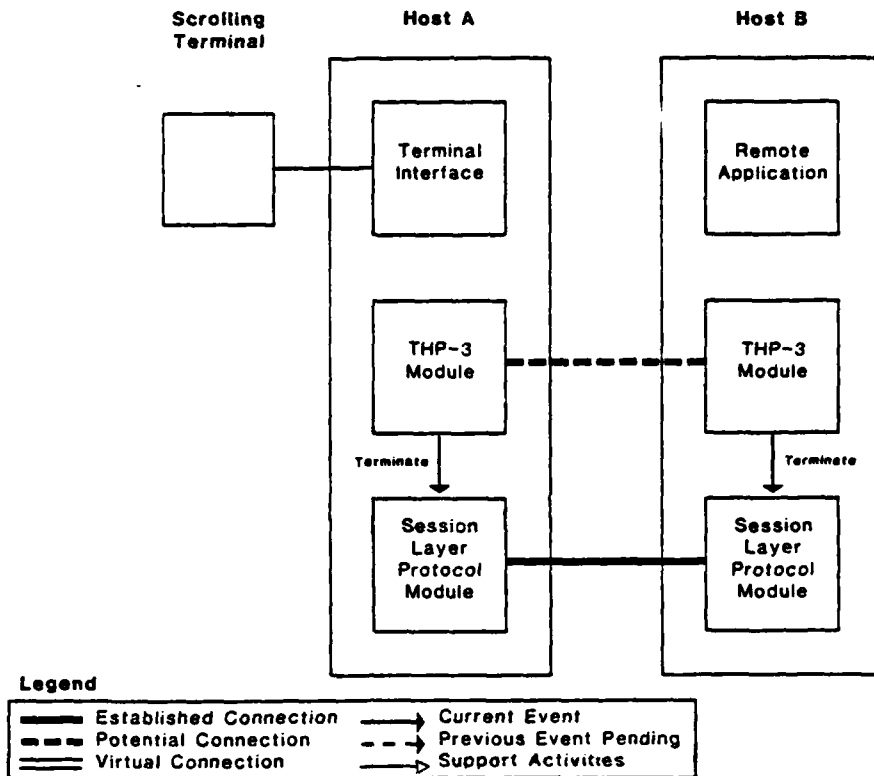 Scrolling
Terminal
Host A
Host B
Terminal
Interface
Remote
Application
THP-3
Module
THP-3
Module
Terminate
Terminate
Session
Layer
Protocol
Module
Session
Layer
Protocol
Module
Legend
Established Connection
Current Event
Potential Connection
Previous Event Pending
Virtual Connection
Support Activities